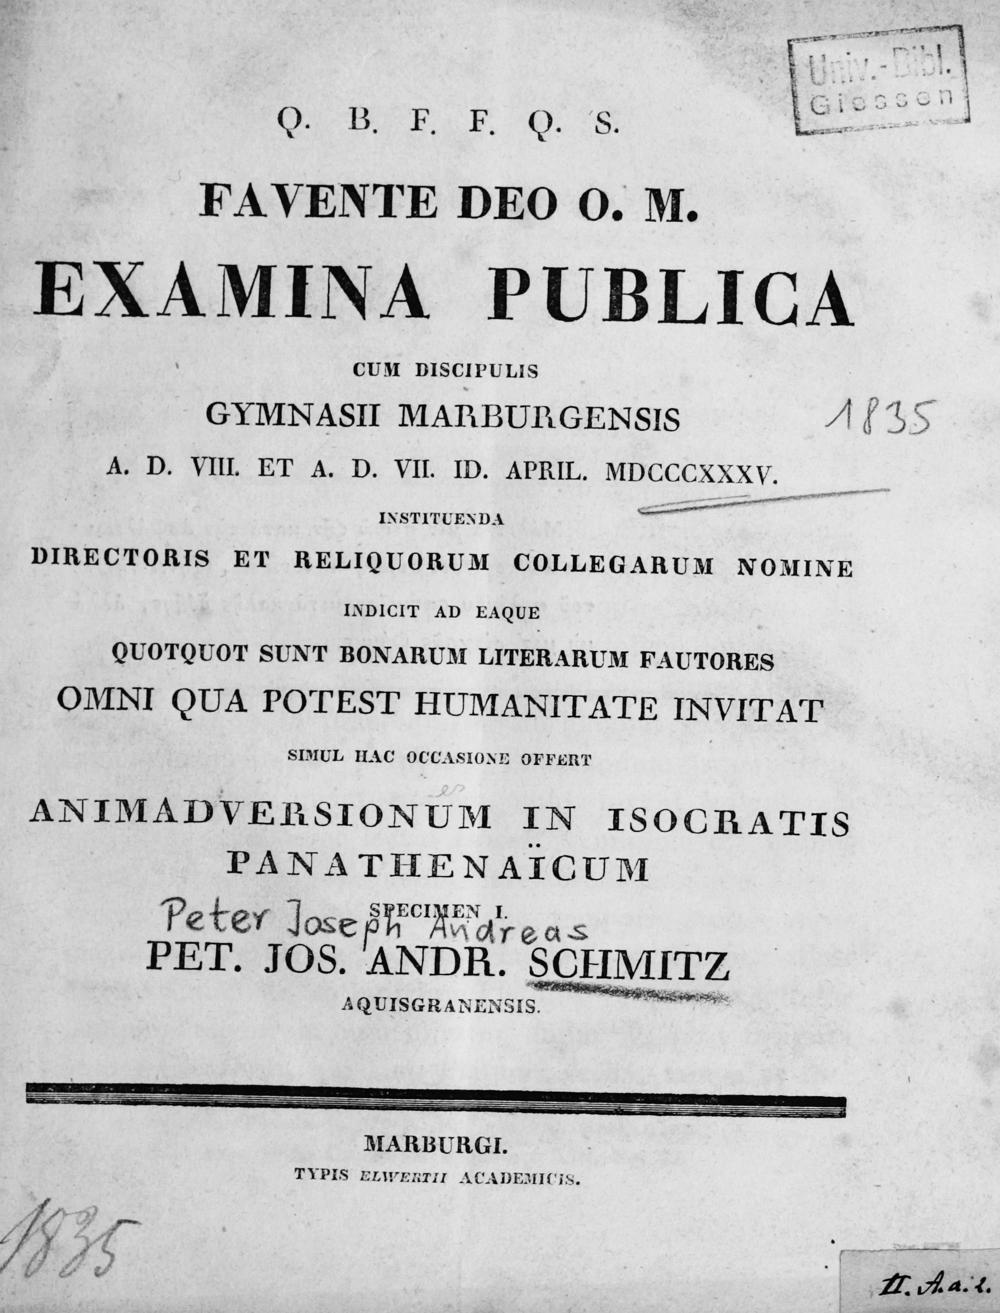 Univ.-Bibl.
Giessen
Q. B. F. F. Q. S.
FAVENTE DEO O. M.
EXAMINA PUBLICA
CUM DISCIPULIS
GYMNASII MARBURGENSIS
1835
A. D. VIII. ET A. D. VII. ID. APRIL. MDCCCXXXV.
INSTITUENDA
DIRECTORIS ET RELIQUORUM COLLEGARUM NOMINE
INDICIT AD EAQUE
QUOTQUOT SUNT BONARUM LITERARUM FAUTORES
OMNI QUA POTEST HUMANITATE INVITAT
SIMUL HAC OCCASIONE OFFERT
es
ANIMADVERSIONUM IN ISOCRATIS
PANATHENAÏCUM
SPECIMEN I.
Peter Joseph Andreas
PET. JOS. ANDR. SCHMITZ
AQUISGRANENSIS.
MARBURGI.
TYPIS ELWERTII ACADEMICIS.
1835
II. A.a.2.